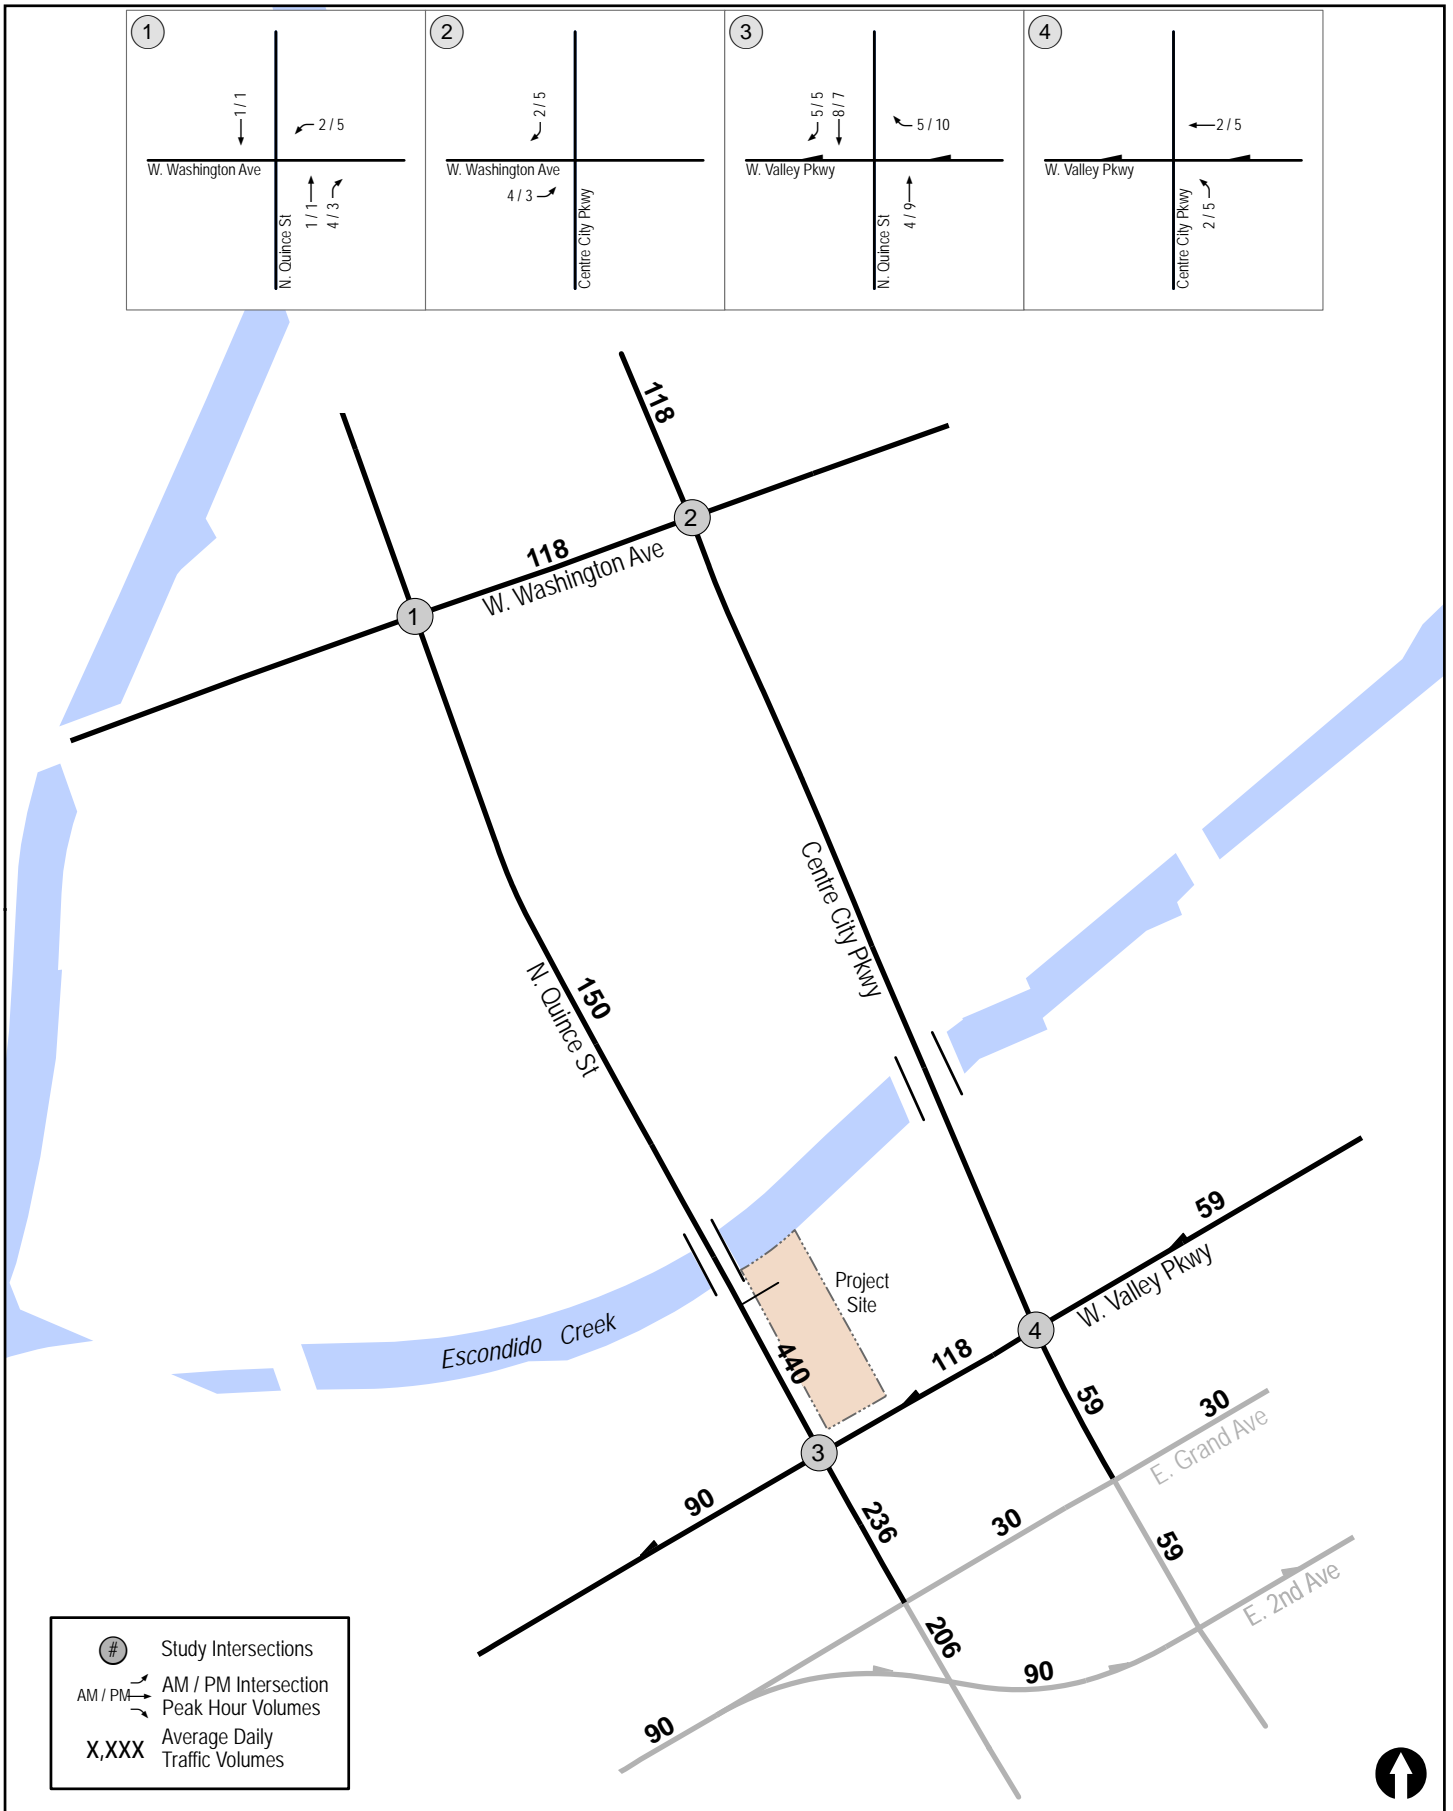 1
1 / 1
2 / 5
W. Washington Ave
1 / 1
4 / 3
N. Quince St
2
2 / 5
W. Washington Ave
4 / 3
Centre City Pkwy
3
5 / 5
8 / 7
5 / 10
W. Valley Pkwy
4 / 9
N. Quince St
4
2 / 5
W. Valley Pkwy
2 / 5
Centre City Pkwy
118
2
118
W. Washington Ave
1
Centre City Pkwy
150
N. Quince St
59
W. Valley Pkwy
Project
Site
Escondido Creek
440
4
118
59
30
E. Grand Ave
3
90
236
30
59
E. 2nd Ave
206
90
90
# Study Intersections
AM / PM
AM / PM Intersection
Peak Hour Volumes
X,XXX
Average Daily
Traffic Volumes